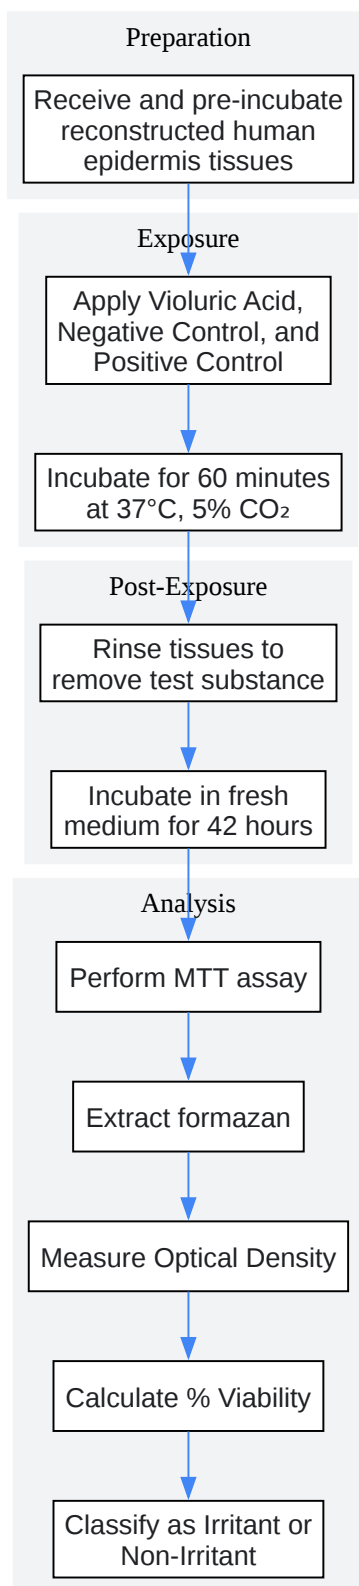 Preparation
Receive and pre-incubate
reconstructed human
epidermis tissues
Exposure
Apply Violuric Acid,
Negative Control, and
Positive Control
Incubate for 60 minutes
at 37°C, 5% CO₂
Post-Exposure
Rinse tissues to
remove test substance
Incubate in fresh
medium for 42 hours
Analysis
Perform MTT assay
Extract formazan
Measure Optical Density
Calculate % Viability
Classify as Irritant or
Non-Irritant